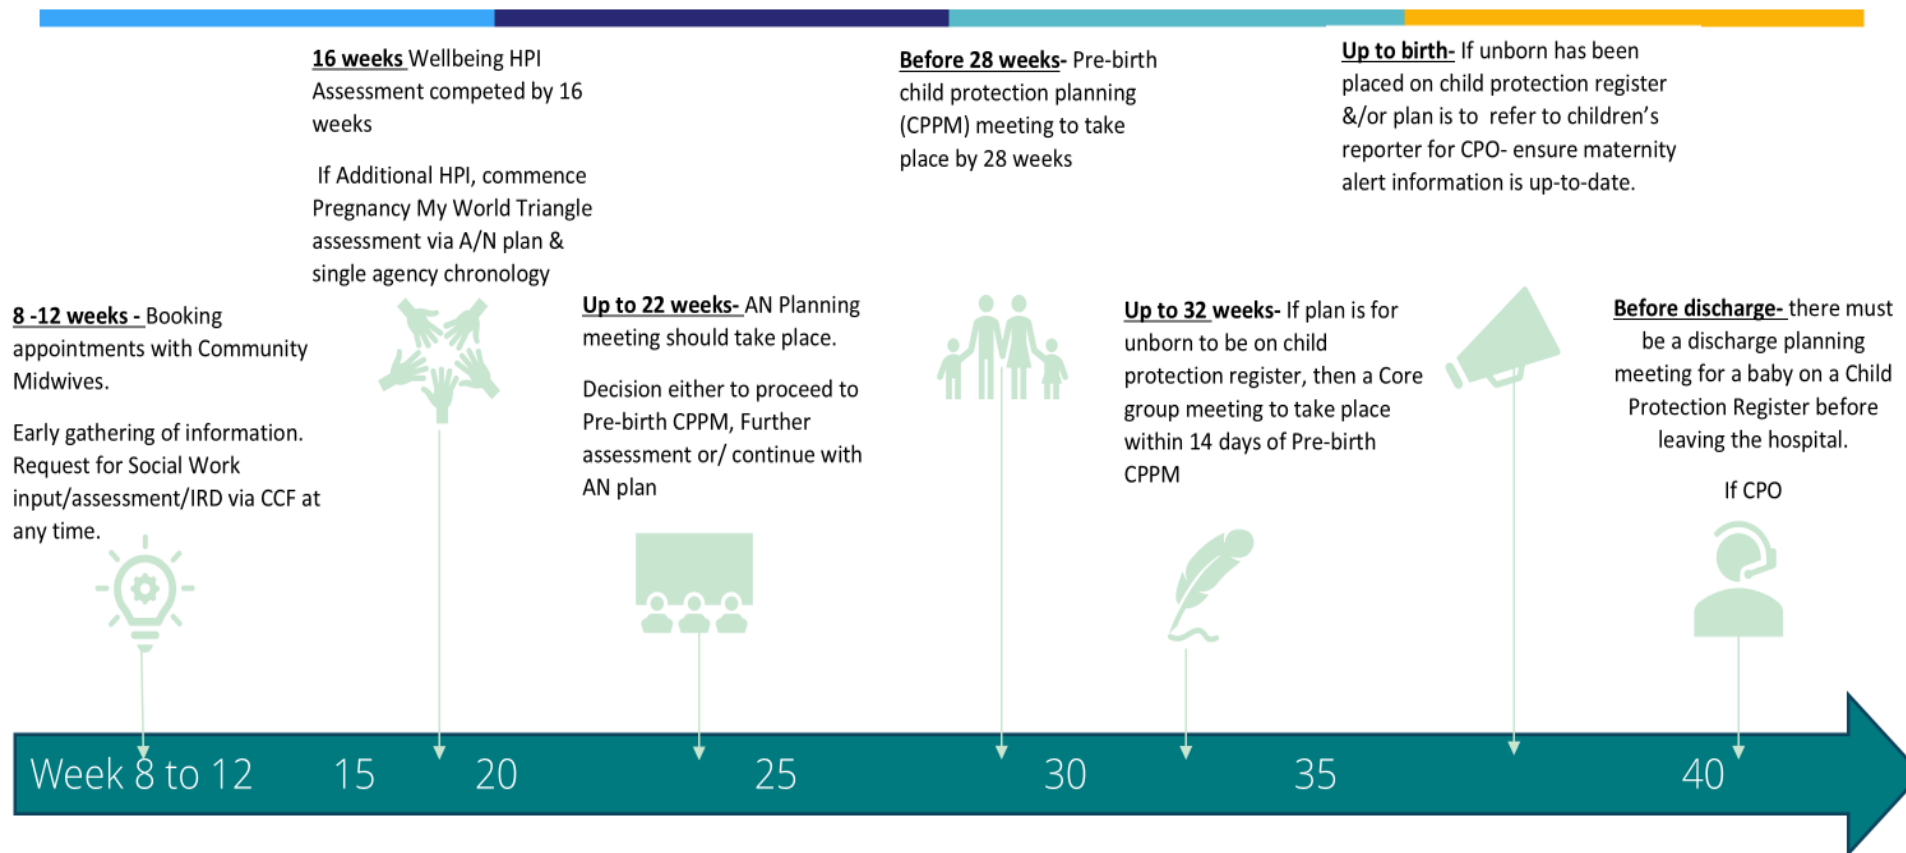 8 -12 weeks - Booking
appointments with Community
Midwives.
Early gathering of information.
Request for Social Work
input/assessment/IRD via CCF at
any time.
16 weeks Wellbeing HPI
Assessment competed by 16
weeks
If Additional HPI, commence
Pregnancy My World Triangle
assessment via A/N plan &
single agency chronology
Up to 22 weeks- AN Planning
meeting should take place.
Decision either to proceed to
Pre-birth CPPM, Further
assessment or/ continue with
AN plan
Before 28 weeks- Pre-birth
child protection planning
(CPPM) meeting to take
place by 28 weeks
Up to 32 weeks- If plan is for
unborn to be on child
protection register, then a Core
group meeting to take place
within 14 days of Pre-birth
CPPM
Up to birth- If unborn has been
placed on child protection register
&/or plan is to refer to children’s
reporter for CPO- ensure maternity
alert information is up-to-date.
Before discharge- there must
be a discharge planning
meeting for a baby on a Child
Protection Register before
leaving the hospital.
If CPO
Week 8 to 12 15 20 25 30 35 40